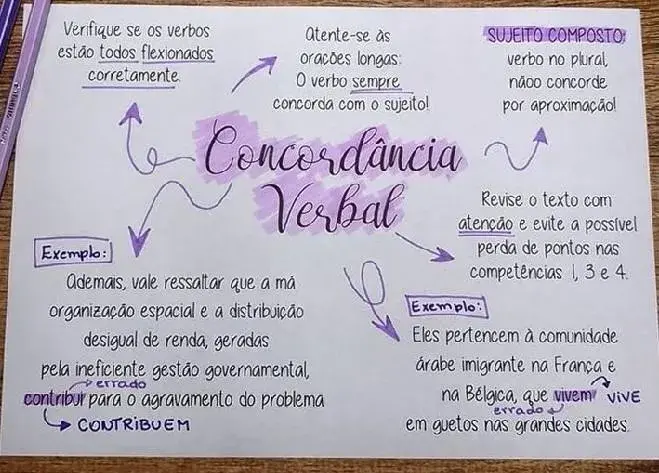 Verifique se os verbos
estão todos flexionados
corretamente.
Atente-se às
orações longas:
O verbo sempre
concorda com o sujeito!
SUJEITO COMPOSTO:
verbo no plural,
nãoo concorde
por aproximação!
Concordância
Verbal
Revise o texto com
atenção e evite a possível
perda de pontos nas
competências 1, 3 e 4.
Exemplo:
Ademais, vale ressaltar que a má
organização espacial e a distribuição
desigual de renda, geradas
pela ineficiente gestão governamental,
errado
contribui para o agravamento do problema
CONTRIBUEM
Exemplo:
Eles pertencem à comunidade
árabe imigrante na França e
na Bélgica, que vivem VIVE
errado
em guetos nas grandes cidades.